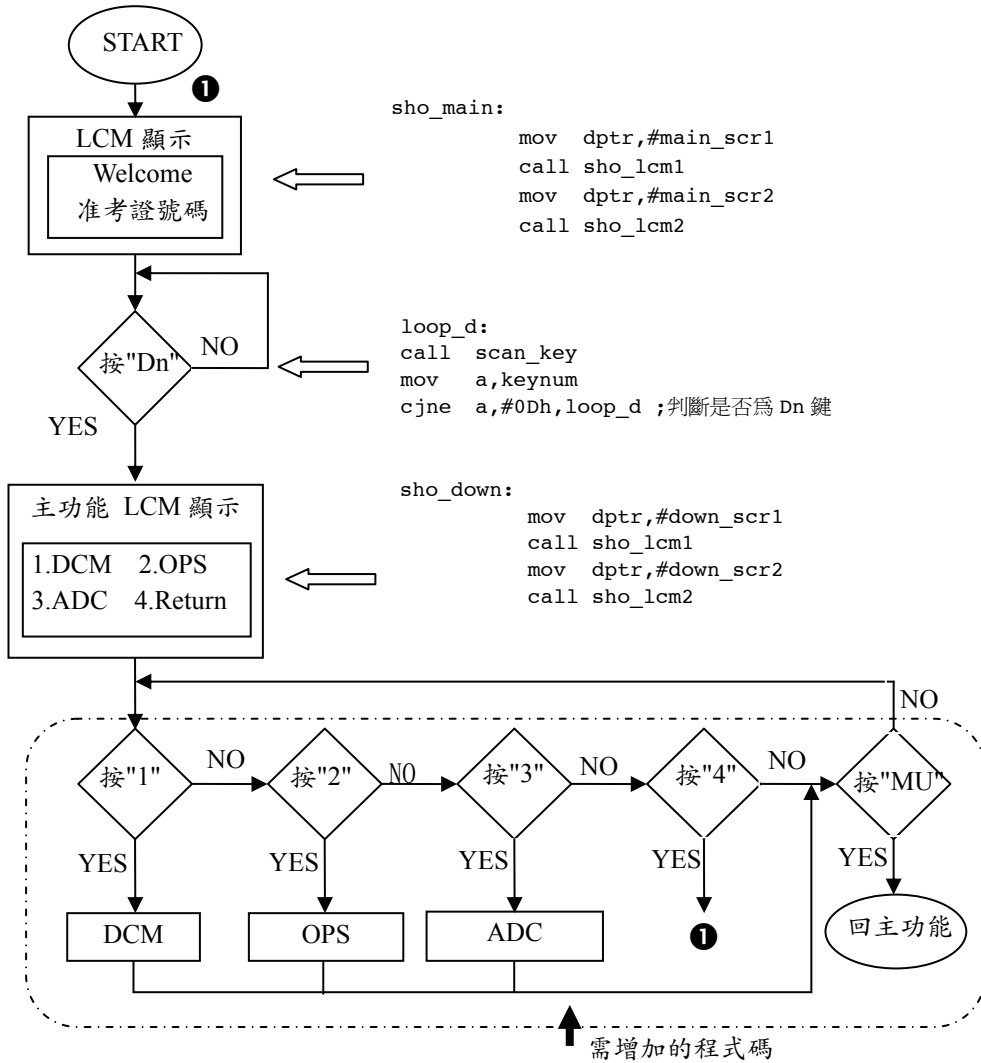 START
❶
LCM 顯示
Welcome
准考證號碼
sho_main:
mov dptr,#main_scr1
call sho_lcm1
mov dptr,#main_scr2
call sho_lcm2
按"Dn"
NO
YES
loop_d:
call scan_key
mov a,keynum
cjne a,#0Dh,loop_d ;判斷是否為 Dn 鍵
主功能 LCM 顯示
1.DCM 2.OPS
3.ADC 4.Return
sho_down:
mov dptr,#down_scr1
call sho_lcm1
mov dptr,#down_scr2
call sho_lcm2
NO
按"1"
NO
按"2"
NO
按"3"
NO
按"4"
NO
按"MU"
YES
YES
YES
YES
YES
DCM
OPS
ADC
❶
回主功能
需增加的程式碼